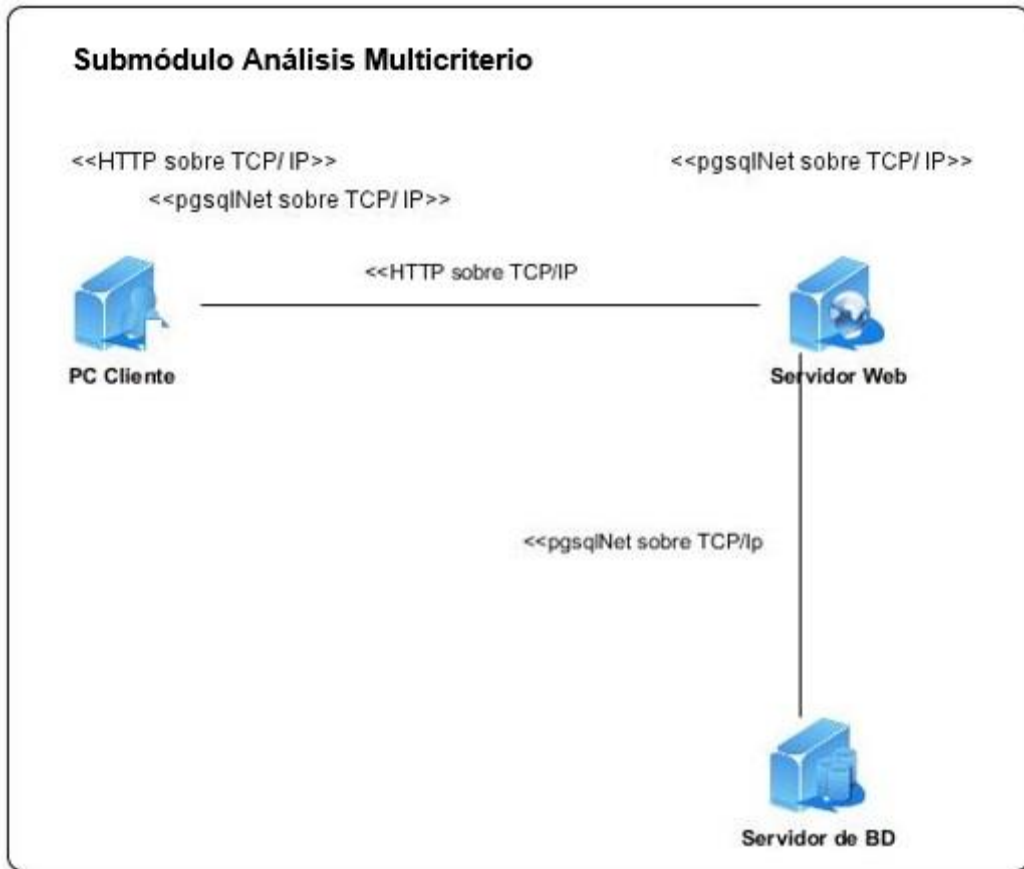 Submódulo Análisis Multicriterio
<<HTTP sobre TCP/ IP>>
<<pgsqlNet sobre TCP/ IP>>
<<pgsqlNet sobre TCP/ IP>>
<<HTTP sobre TCP/IP
PC Cliente
Servidor Web
<<pgsqlNet sobre TCP/Ip
Servidor de BD